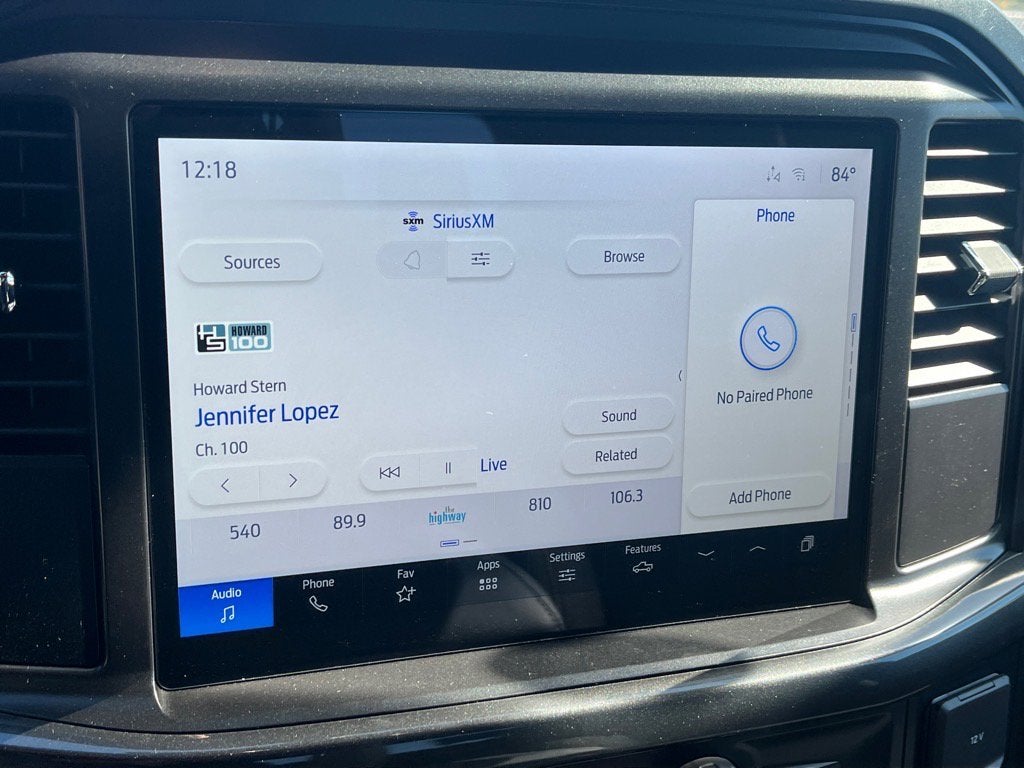 12:18
84°
sxm SiriusXM
Phone
Sources
Browse
HS HOWARD 100
Howard Stern
Jennifer Lopez
Ch. 100
Live
Sound
Related
No Paired Phone
Add Phone
540
89.9
the highway
810
106.3
Audio
Phone
Fav
Apps
Settings
Features
12V